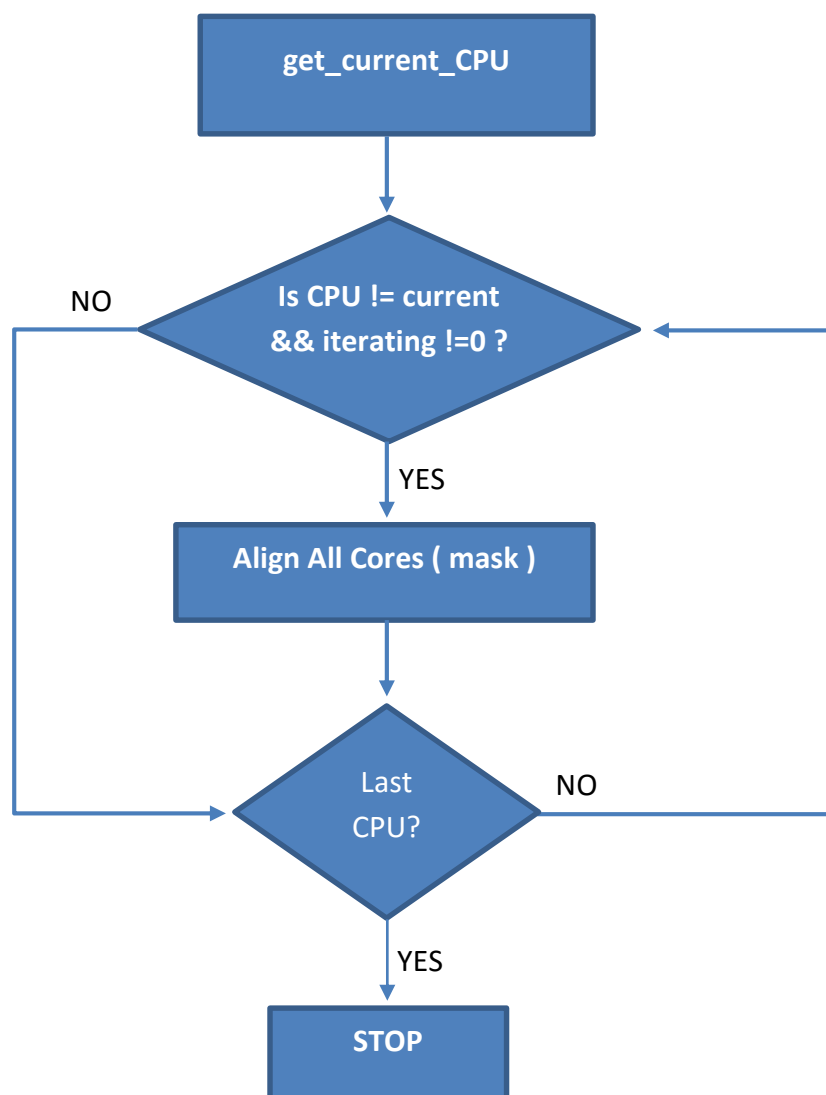 get_current_CPU
Is CPU != current
NO
&& iterating !=0 ?
YES
Align All Cores ( mask )
Last
NO
CPU?
YES
STOP